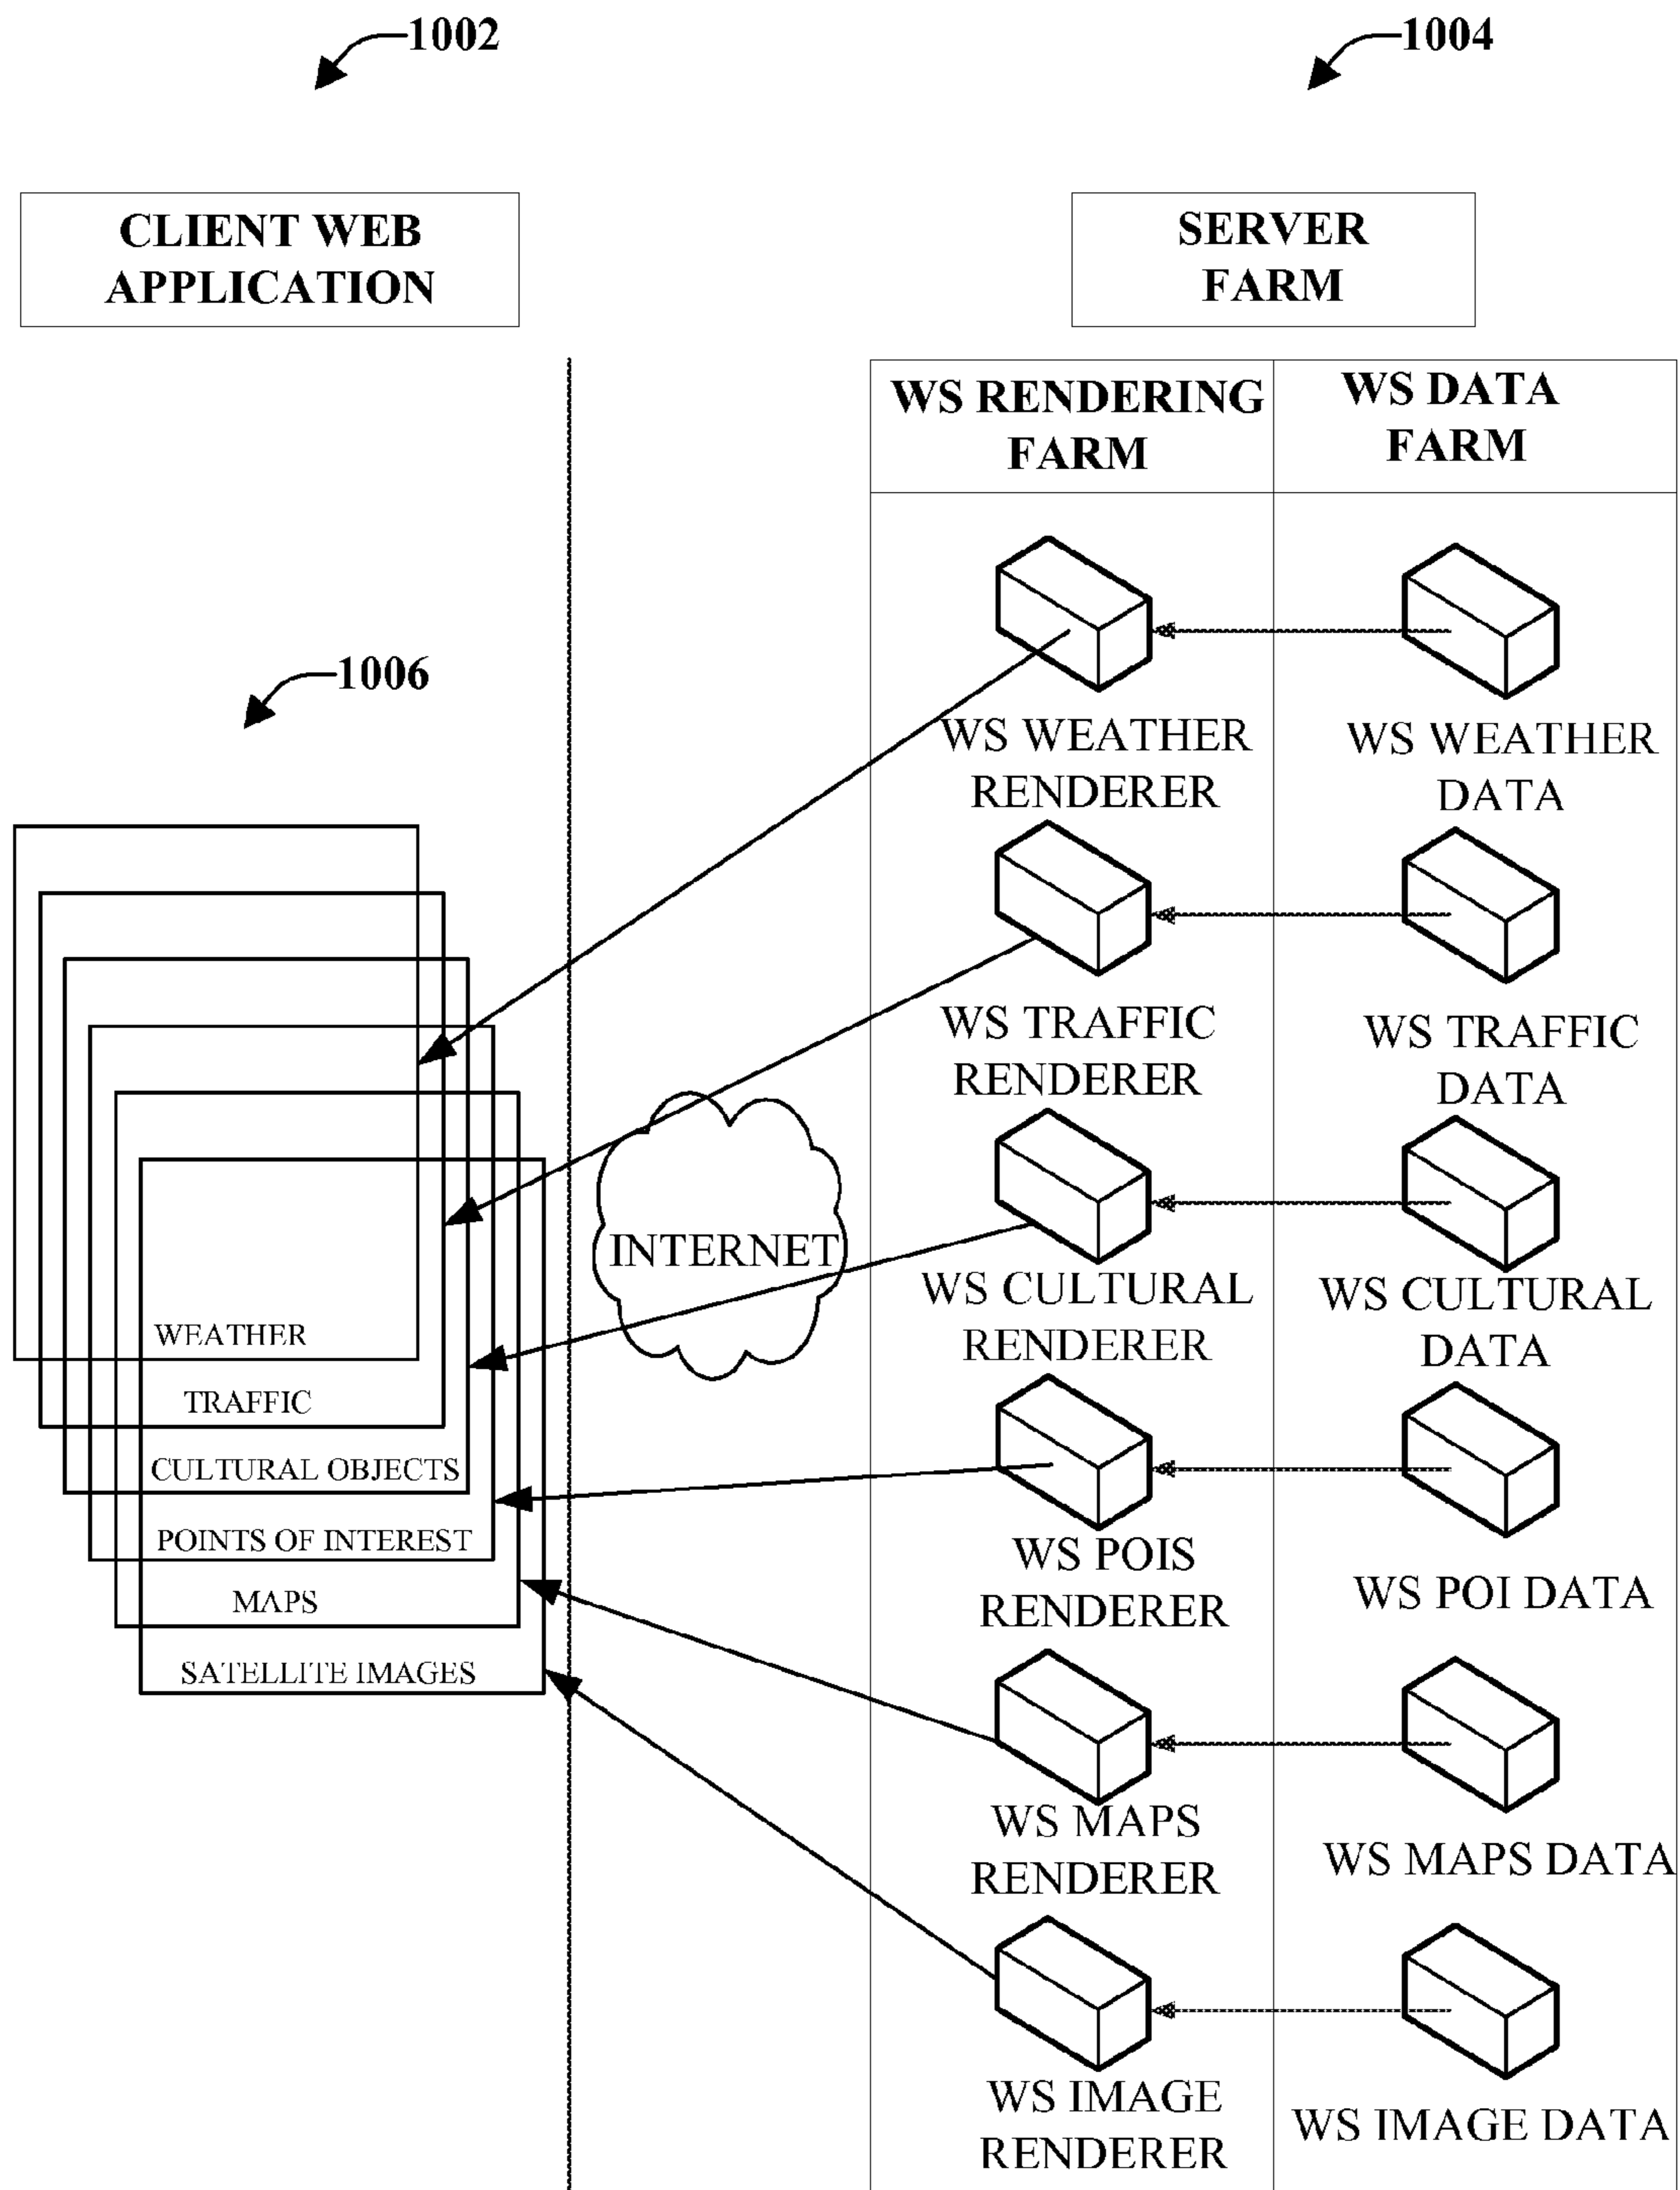 1002
1004
CLIENT WEB
APPLICATION
SERVER
FARM
WS RENDERING
FARM
WS DATA
FARM
1006
WS WEATHER
RENDERER
WS WEATHER
DATA
WS TRAFFIC
RENDERER
WS TRAFFIC
DATA
INTERNET
WS CULTURAL
RENDERER
WS CULTURAL
DATA
WEATHER
TRAFFIC
CULTURAL OBJECTS
POINTS OF INTEREST
MAPS
SATELLITE IMAGES
WS POIS
RENDERER
WS POI DATA
WS MAPS
RENDERER
WS MAPS DATA
WS IMAGE
RENDERER
WS IMAGE DATA